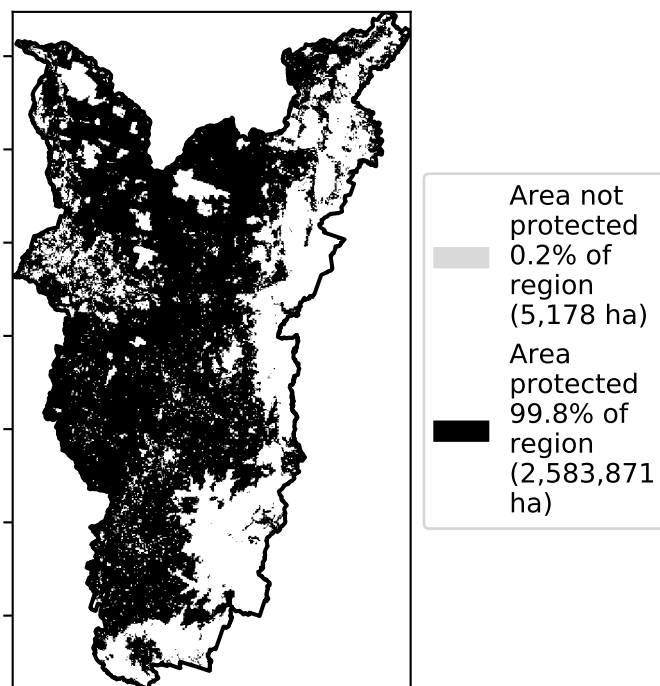 Area not
protected
0.2% of
region
(5,178 ha)
Area
protected
99.8% of
region
(2,583,871
ha)